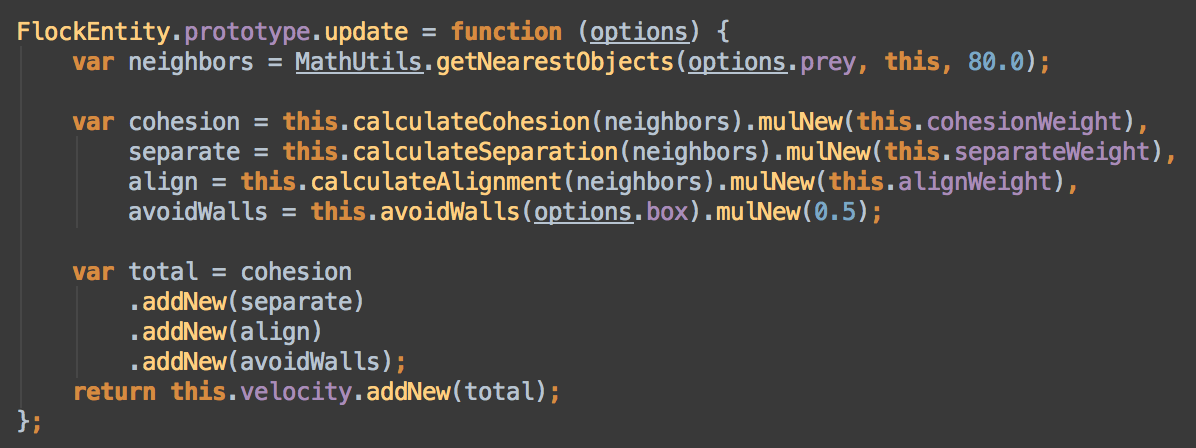 FlockEntity.prototype.update = function (options) {
    var neighbors = MathUtils.getNearestObjects(options.prey, this, 80.0);

    var cohesion = this.calculateCohesion(neighbors).mulNew(this.cohesionWeight),
        separate = this.calculateSeparation(neighbors).mulNew(this.separateWeight),
        align = this.calculateAlignment(neighbors).mulNew(this.alignWeight),
        avoidWalls = this.avoidWalls(options.box).mulNew(0.5);

    var total = cohesion
        .addNew(separate)
        .addNew(align)
        .addNew(avoidWalls);
    return this.velocity.addNew(total);
};